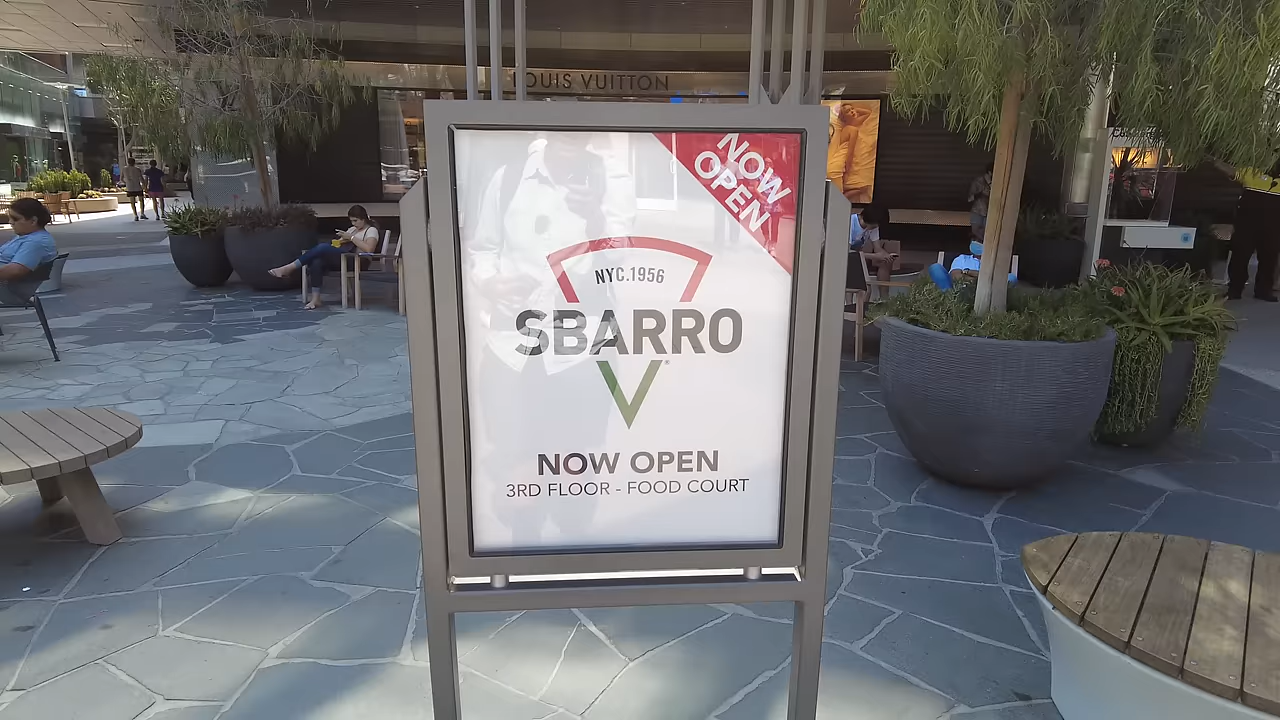 LOUIS VUITTON
NOW
OPEN
NYC.1956
SBARRO
NOW OPEN
3RD FLOOR - FOOD COURT